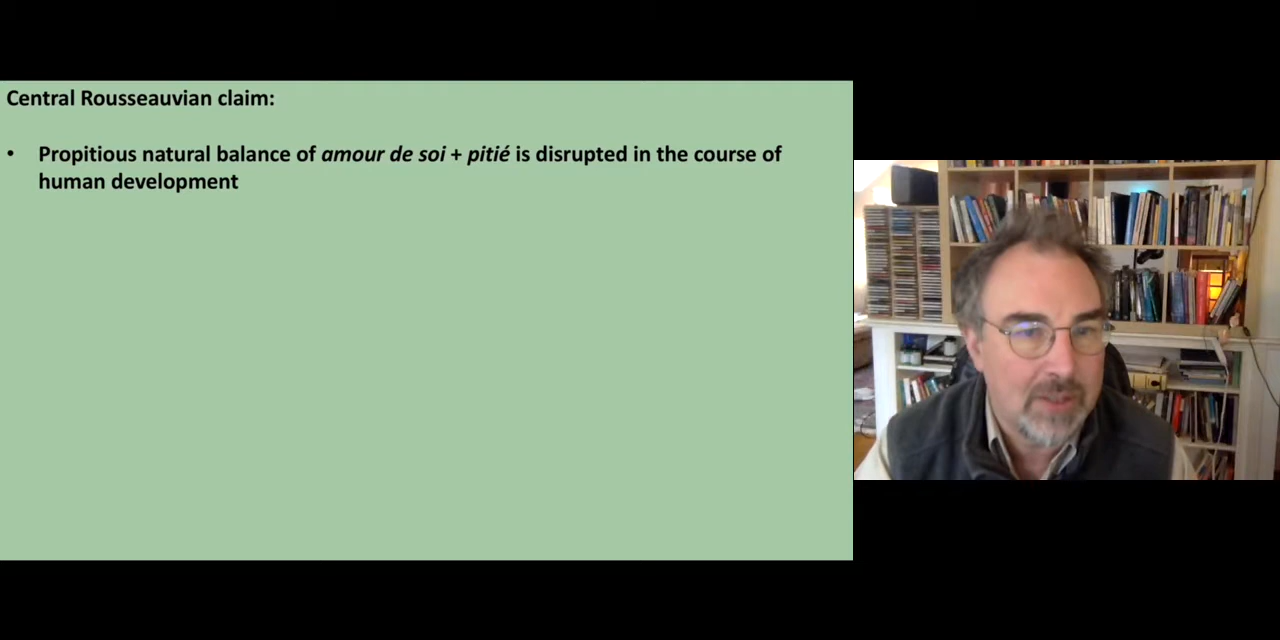 Central Rousseauvian claim:
• Propitious natural balance of amour de soi + pitié is disrupted in the course of
human development